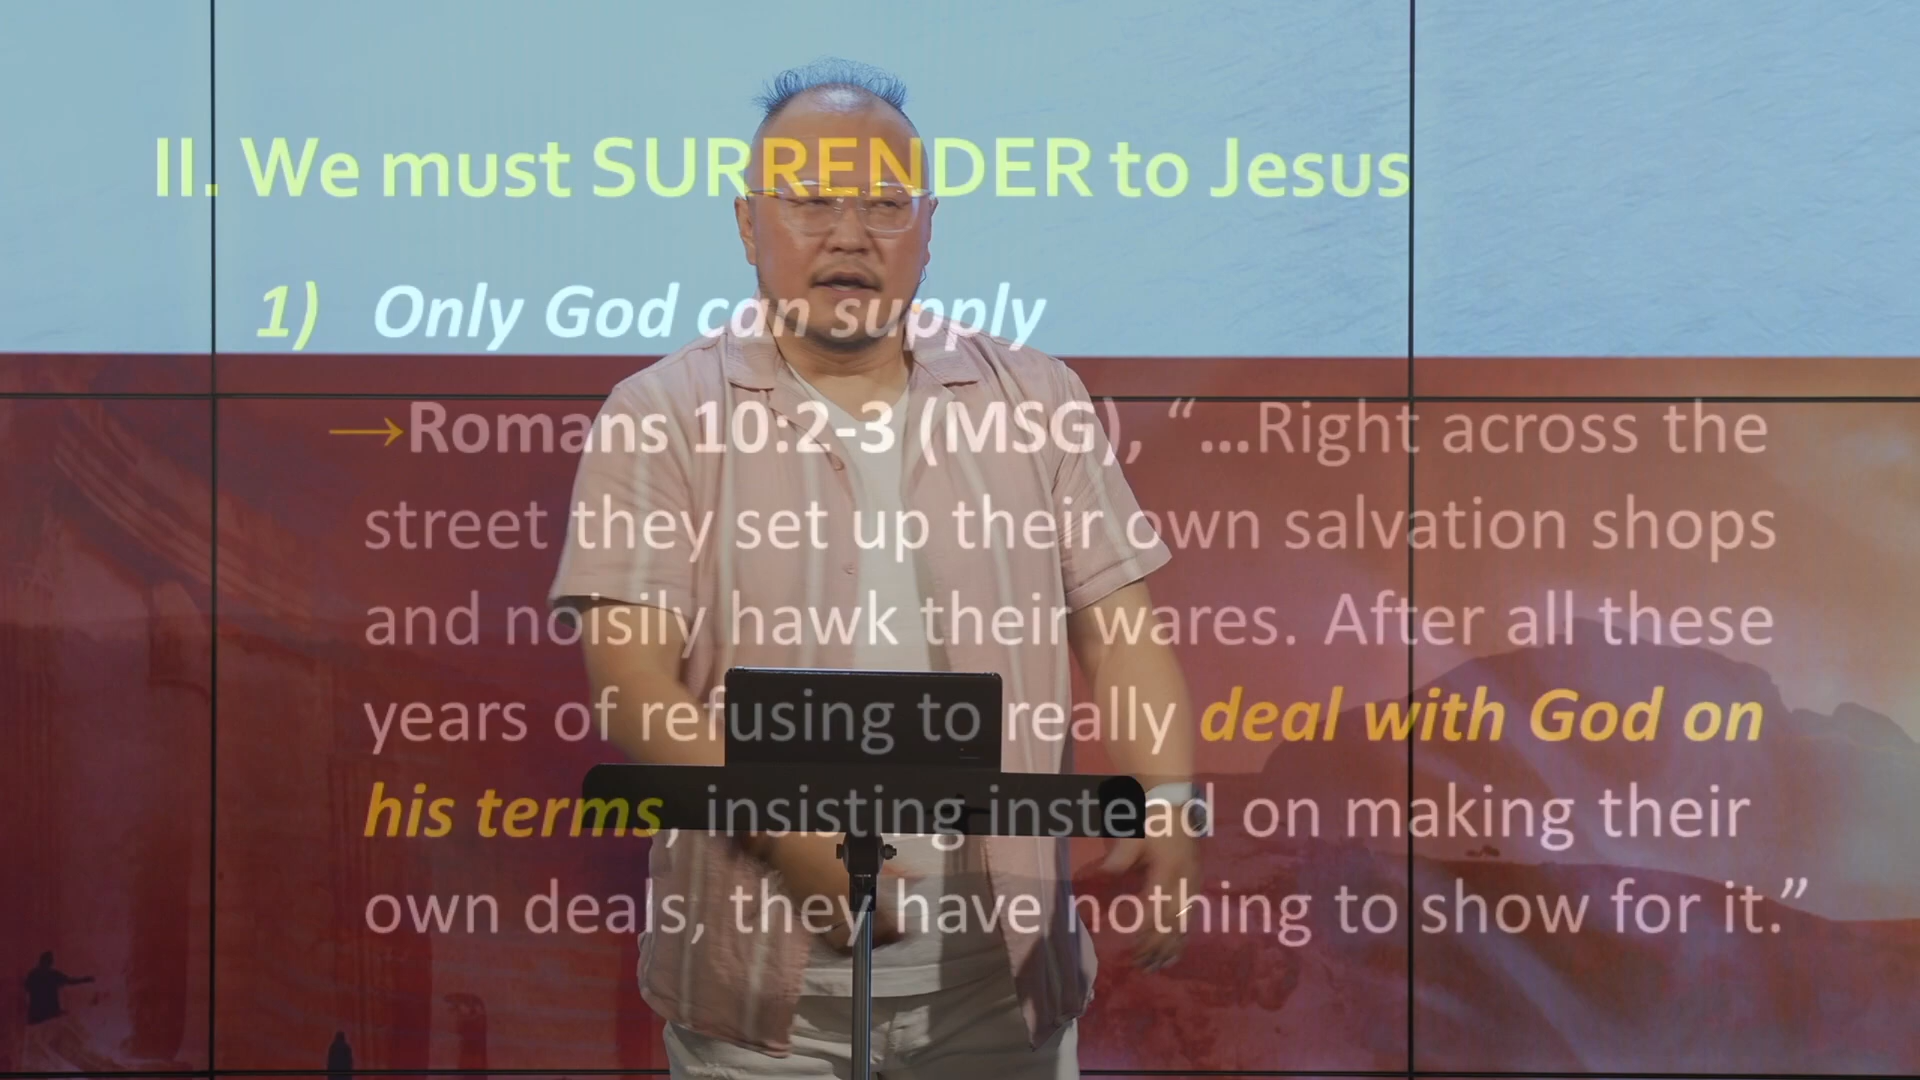 II. We must SURRENDER to Jesus
1) Only God can supply
→Romans 10:2-3 (MSG), “…Right across the
street they set up their own salvation shops
and noisily hawk their wares. After all these
years of refusing to really deal with God on
his terms, insisting instead on making their
own deals, they have nothing to show for it.”